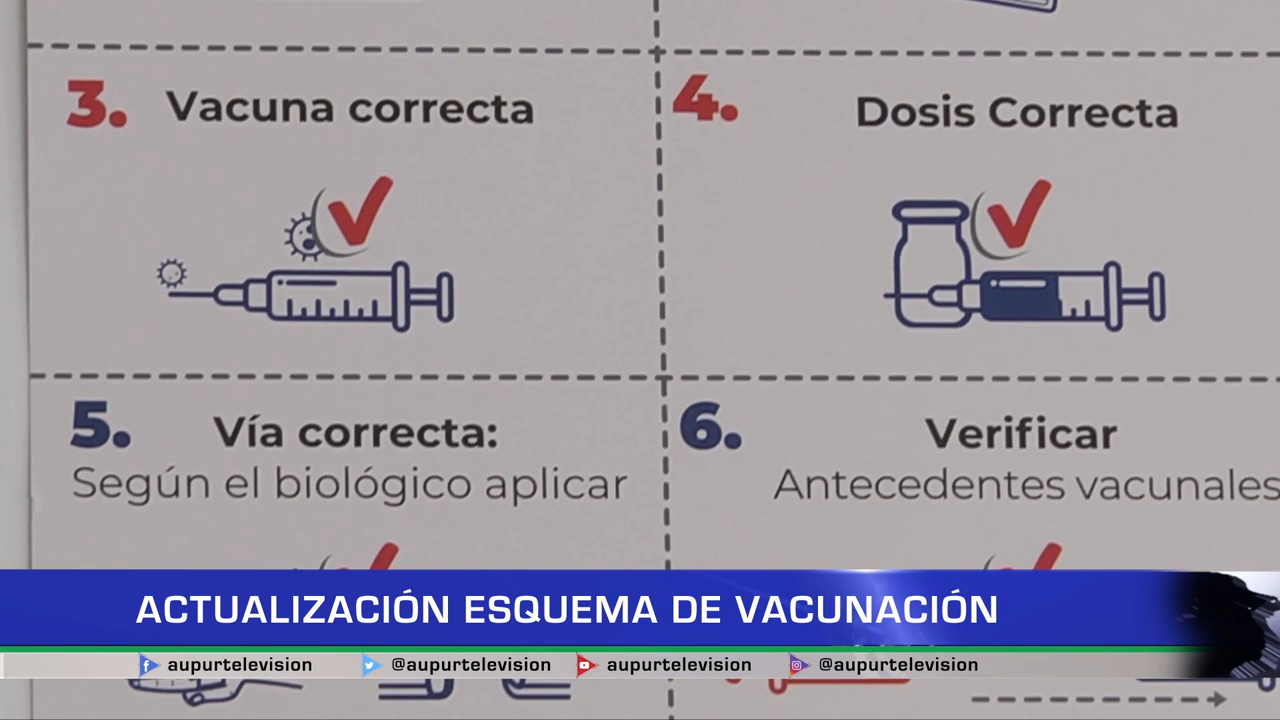 3. Vacuna correcta
4. Dosis Correcta
5. Vía correcta:
Según el biológico aplicar
6. Verificar
Antecedentes vacunales
ACTUALIZACIÓN ESQUEMA DE VACUNACIÓN
aupurtelevision
@aupurtelevision
aupurtelevision
@aupurtelevision